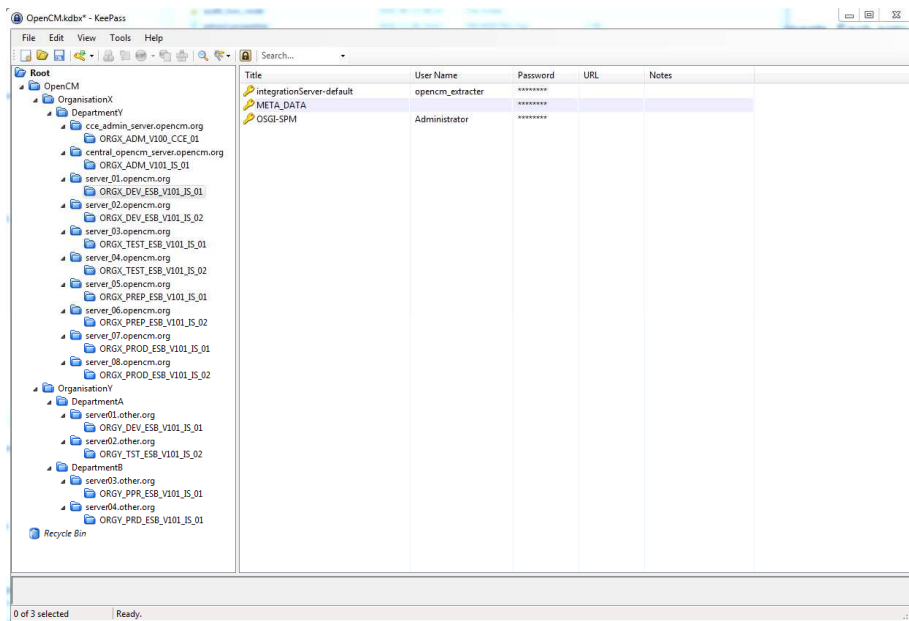 OpenCM.kdbx* - KeePass
File Edit View Tools Help
Search...
Root
OpenCM
OrganisationX
DepartmentY
cce_admin_server.opencm.org
ORGX_ADM_V100_CCE_01
central_opencm_server.opencm.org
ORGX_ADM_V101_IS_01
server_01.opencm.org
ORGX_DEV_ESB_V101_IS_01
server_02.opencm.org
ORGX_DEV_ESB_V101_IS_02
server_03.opencm.org
ORGX_TEST_ESB_V101_IS_01
server_04.opencm.org
ORGX_TEST_ESB_V101_IS_02
server_05.opencm.org
ORGX_PREP_ESB_V101_IS_01
server_06.opencm.org
ORGX_PREP_ESB_V101_IS_02
server_07.opencm.org
ORGX_PROD_ESB_V101_IS_01
server_08.opencm.org
ORGX_PROD_ESB_V101_IS_02
OrganisationY
DepartmentA
server01.other.org
ORGY_DEV_ESB_V101_IS_01
server02.other.org
ORGY_TST_ESB_V101_IS_02
DepartmentB
server03.other.org
ORGY_PPR_ESB_V101_IS_01
server04.other.org
ORGY_PRD_ESB_V101_IS_01
Recycle Bin
Title User Name Password URL Notes
integrationServer-default opencm_extracter ********
META_DATA ********
OSGI-SPM Administrator ********
0 of 3 selected Ready.